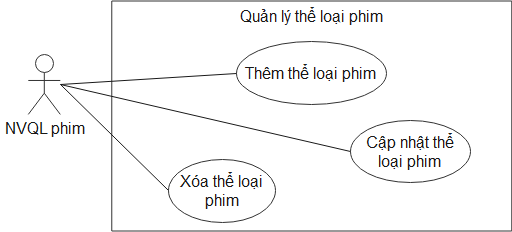 Quản lý thể loại phim
Thêm thể loại phim
NVQL phim
Cập nhật thể
loại phim
Xóa thể loại
phim